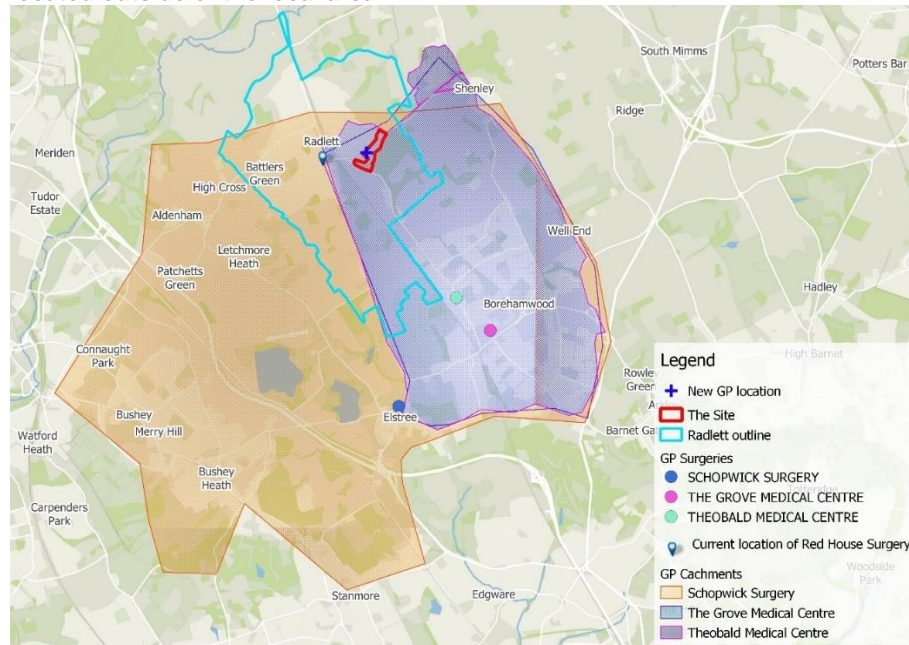 South Mimms
Potters Bar
Shenley
Ridge
Radlett
Meriden
Battlers
Green
High Cross
Tudor
Estate
Aldenham
Letchmore
Heath
Well End
Patchetts
Green
Hadley
Borehamwood
Connaught
Park
High Barnet
Rowley
Green
Bushey
Elstree
Barnet Ga
Merry Hill
Watford
Heath
Bushey
Heath
Carpenders
Park
Stanmore
Edgware
Woodside
Park
Legend
New GP location
The Site
Radlett outline
GP Surgeries
SCHOPWICK SURGERY
THE GROVE MEDICAL CENTRE
THEOBALD MEDICAL CENTRE
Current location of Red House Surgery
GP Cachments
Schopwick Surgery
The Grove Medical Centre
Theobald Medical Centre